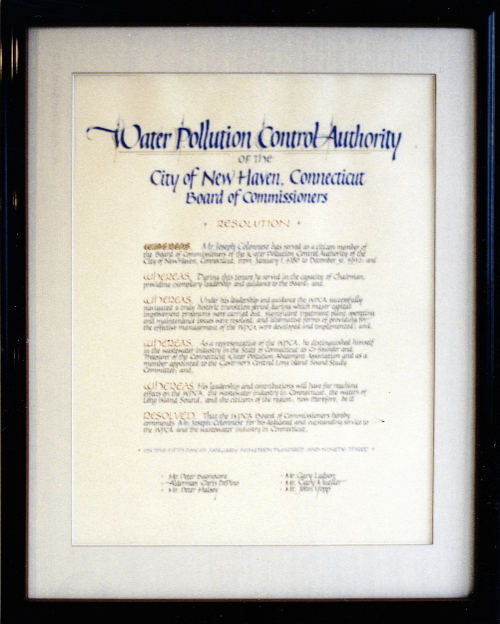 Water Pollution Control Authority
OF THE
City of New Haven, Connecticut
Board of Commissioners
RESOLUTION
WHEREAS, Mr. Joseph Colonnese has served as a citizen member of
the Board of Commissioners of the Water Pollution Control Authority of the
City of New Haven, Connecticut, from January 1, 1980 to December 31, 1992; and
WHEREAS, During this tenure he served in the capacity of Chairman,
providing exemplary leadership and guidance to the Board; and,
WHEREAS, Under his leadership and guidance the WPCA successfully
navigated a truly historic transition period during which major capital
improvement programs were carried out, significant treatment plant operating
and maintenance issues were resolved, and alternative forms of providing for
the effective management of the WPCA were developed and implemented; and,
WHEREAS, As a representative of the WPCA, he distinguished himself
in the wastewater industry in the State of Connecticut as Co-founder and
Treasurer of the Connecticut Water Pollution Abatement Association and as a
member appointed to the Governor's Central Long Island Sound Study
Committee; and,
WHEREAS, His leadership and contributions will have far reaching
effects on the WPCA, the wastewater industry in Connecticut, the waters of
Long Island Sound, and the citizens of the region; now therefore, be it
RESOLVED, That the WPCA Board of Commissioners hereby
commends Mr. Joseph Colonnese for his dedicated and outstanding service to
the WPCA and the wastewater industry in Connecticut.
DAY OF JANUARY, NINETEEN HUNDRED AND NINETY THREE
Mr. Peter
Alderman Chris DePino
Mr. Peter Halsey
Mr. Gary Ladson
Mr. Gary Mueller
Mr. John